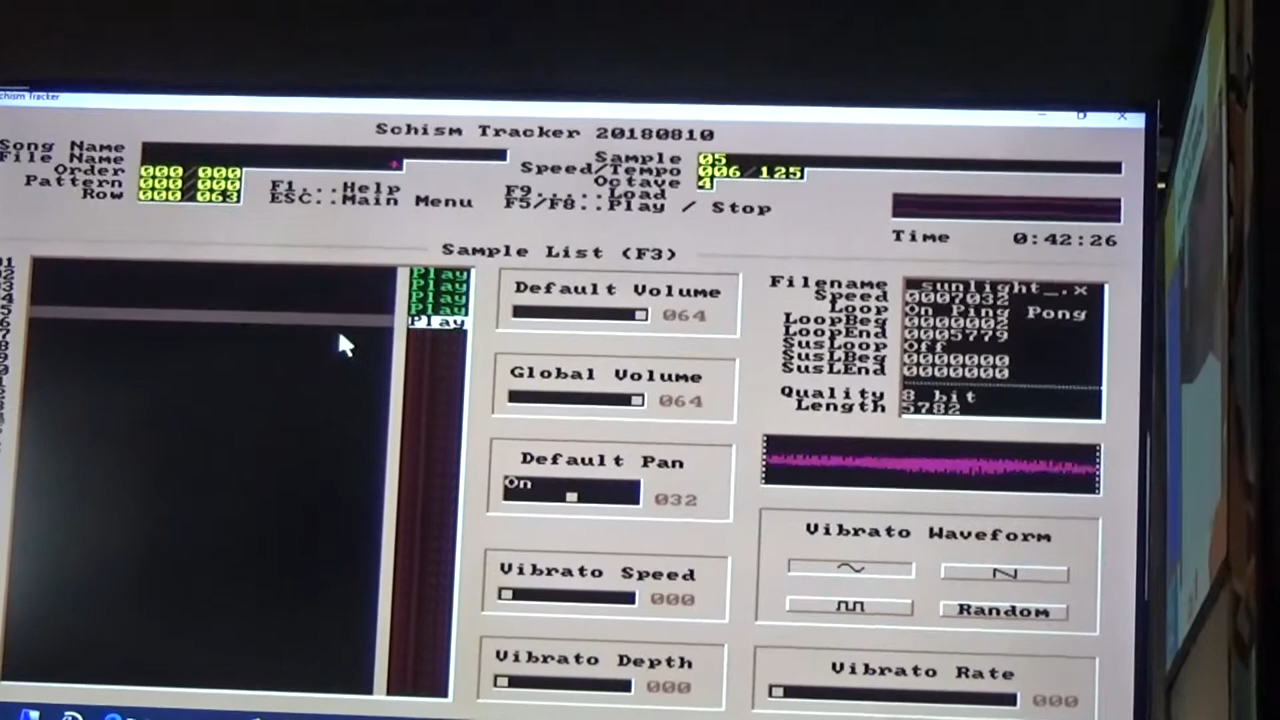 Schism Tracker
Schism Tracker 20180810
Song Name
File Name
Order 000/000
Pattern 000/000
Row 000/063
F1...Help
ESC..Main Menu
Sample 05
Speed/Tempo 006/125
Octave 4
F9.....Load
F5/F8..Play / Stop
Time 0:42:26
Sample List (F3)
Play
Play
Play
Play
Play
Default Volume
064
Global Volume
064
Default Pan
On
032
Vibrato Speed
000
Vibrato Depth
000
Filename sunlight_.x
Speed 0007032
Loop On Ping Pong
LoopBeg 0000002
LoopEnd 0005779
SusLoop Off
SusLBeg 0000000
SusLEnd 0000000
Quality 8 bit
Length 5782
Vibrato Waveform
Random
Vibrato Rate
000